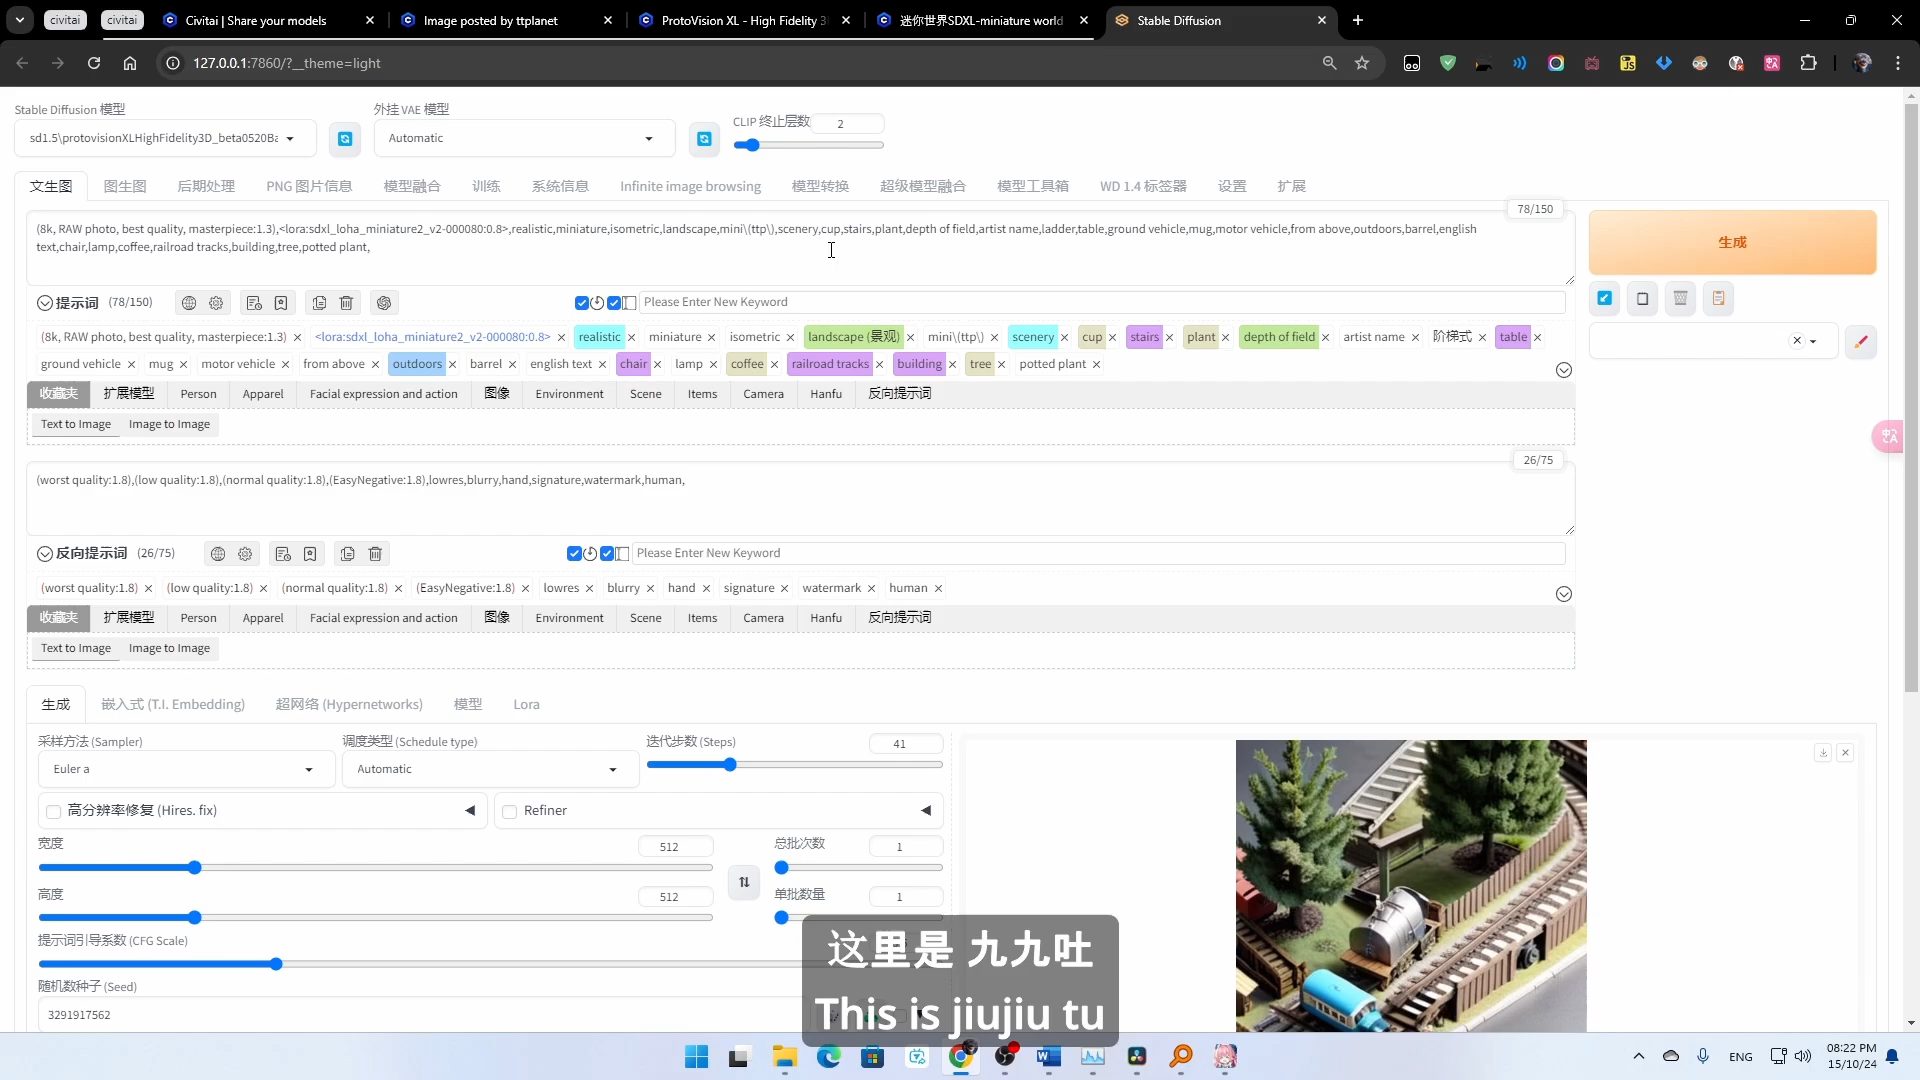 civitai
civitai
Civitai | Share your models
Image posted by ttplanet
ProtoVision XL - High Fidelity 3
迷你世界SDXL-miniature world
Stable Diffusion
127.0.0.1:7860/?__theme=light
Stable Diffusion 模型
外挂 VAE 模型
CLIP 终止层数
2
sd1.5\protovisionXLHighFidelity3D_beta0520Ba
Automatic
文生图
图生图
后期处理
PNG 图片信息
模型融合
训练
系统信息
Infinite image browsing
模型转换
超级模型融合
模型工具箱
WD 1.4 标签器
设置
扩展
78/150
(8k, RAW photo, best quality, masterpiece:1.3),<lora:sdxl_loha_miniature2_v2-000080:0.8>,realistic,miniature,isometric,landscape,mini\(ttp\),scenery,cup,stairs,plant,depth of field,artist name,ladder,table,ground vehicle,mug,motor vehicle,from above,outdoors,barrel,english
text,chair,lamp,coffee,railroad tracks,building,tree,potted plant,
生成
提示词 (78/150)
Please Enter New Keyword
(8k, RAW photo, best quality, masterpiece:1.3) <lora:sdxl_loha_miniature2_v2-000080:0.8> realistic miniature isometric landscape (景观) mini\(ttp\) scenery cup stairs plant depth of field artist name 阶梯式 table
ground vehicle mug motor vehicle from above outdoors barrel english text chair lamp coffee railroad tracks building tree potted plant
收藏夹 扩展模型 Person Apparel Facial expression and action 图像 Environment Scene Items Camera Hanfu 反向提示词
Text to Image Image to Image
26/75
(worst quality:1.8),(low quality:1.8),(normal quality:1.8),(EasyNegative:1.8),lowres,blurry,hand,signature,watermark,human,
反向提示词 (26/75)
Please Enter New Keyword
(worst quality:1.8) (low quality:1.8) (normal quality:1.8) (EasyNegative:1.8) lowres blurry hand signature watermark human
收藏夹 扩展模型 Person Apparel Facial expression and action 图像 Environment Scene Items Camera Hanfu 反向提示词
Text to Image Image to Image
生成 嵌入式 (T.I. Embedding) 超网络 (Hypernetworks) 模型 Lora
采样方法 (Sampler)
调度类型 (Schedule type)
迭代步数 (Steps)
41
Euler a
Automatic
高分辨率修复 (Hires. fix)
Refiner
宽度
512
总批次数
1
高度
512
单批数量
1
提示词引导系数 (CFG Scale)
随机数种子 (Seed)
3291917562
这里是 九九吐
This is jiujiu tu
ENG
08:22 PM
15/10/24